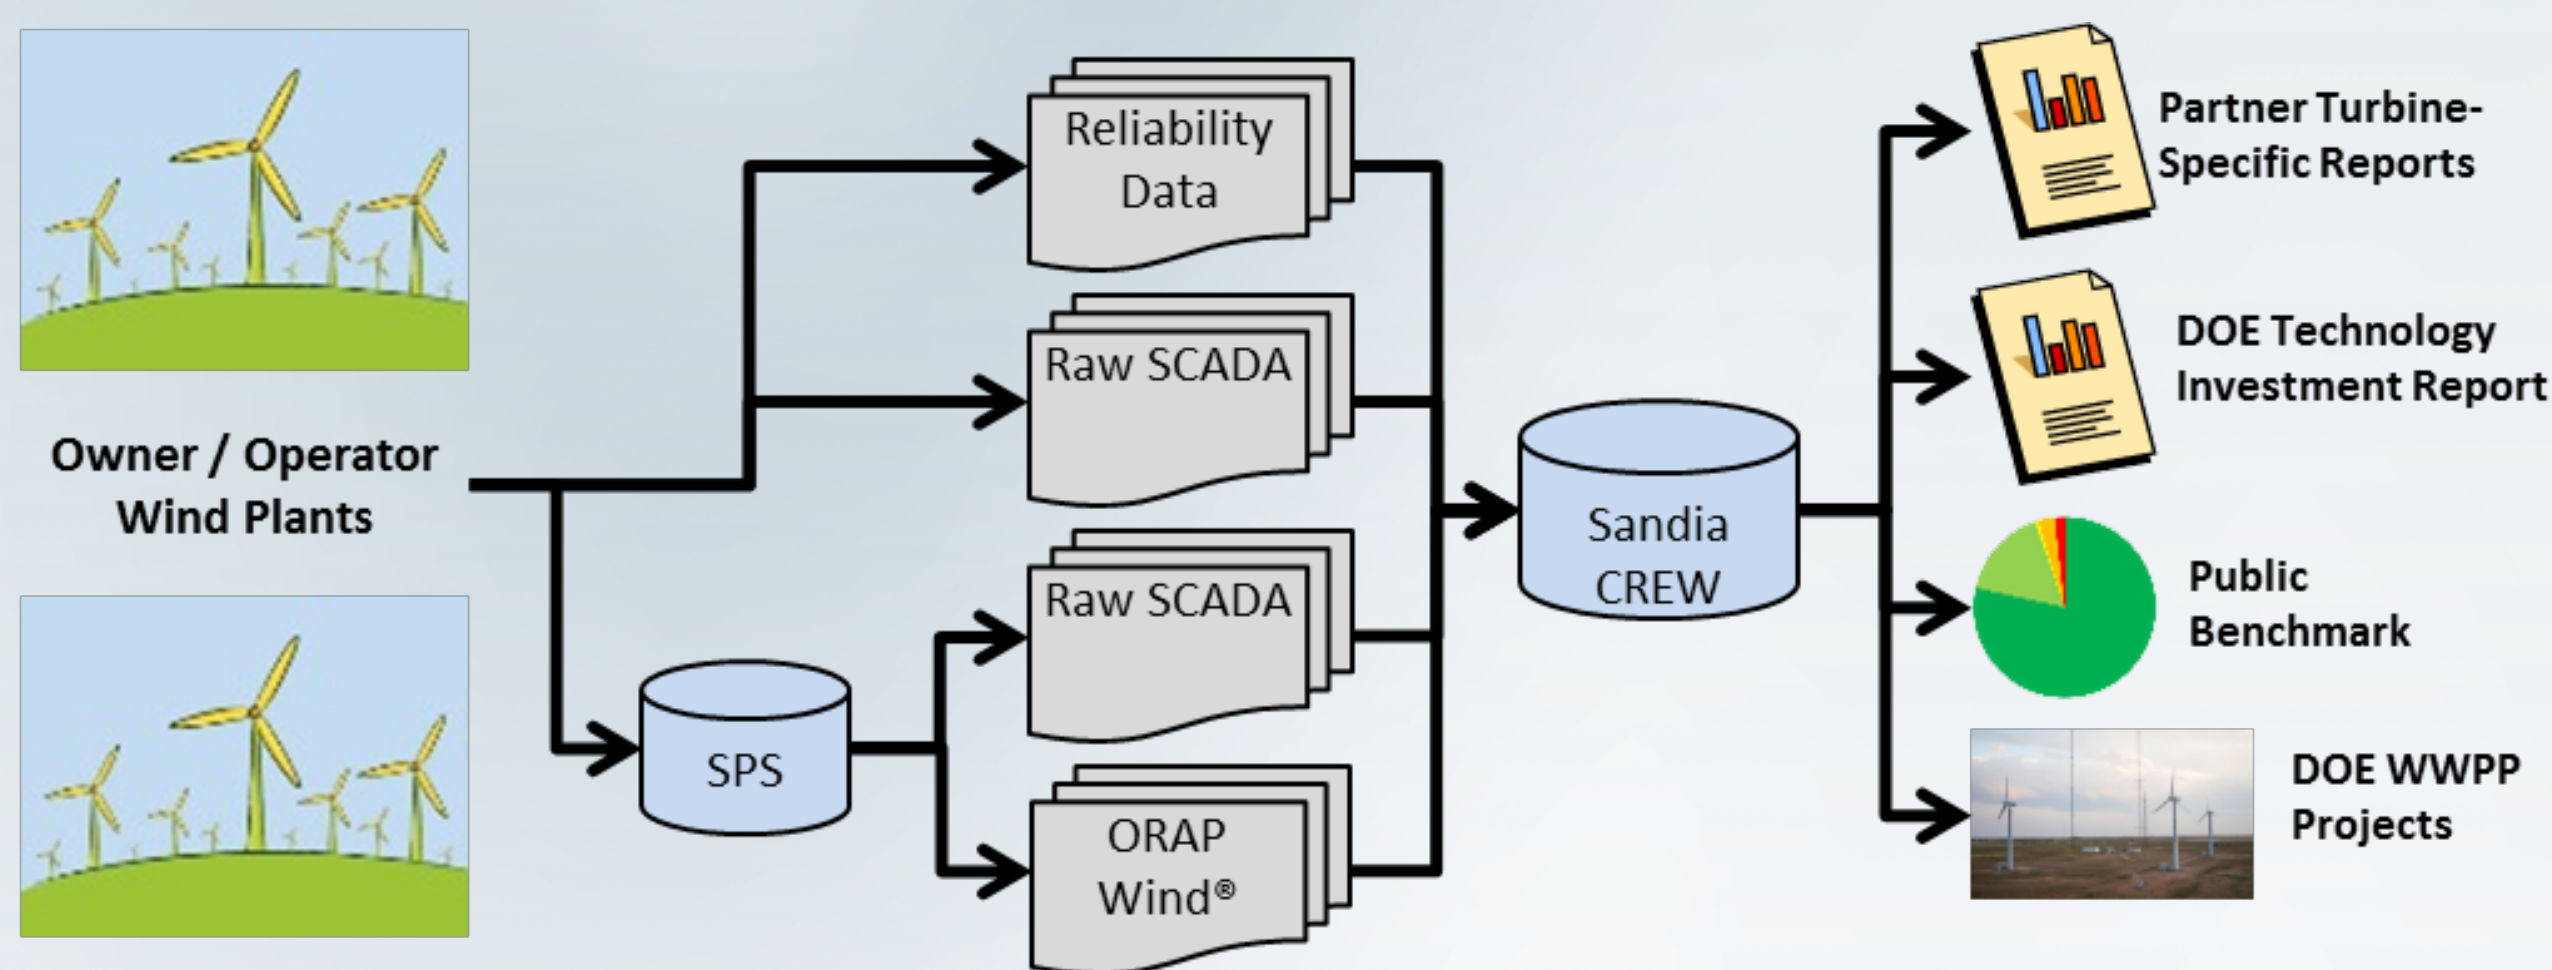 Owner / Operator
Wind Plants
Reliability
Data
Raw SCADA
Raw SCADA
SPS
ORAP
Wind®
Sandia
CREW
Partner Turbine-
Specific Reports
DOE Technology
Investment Report
Public
Benchmark
DOE WWPP
Projects